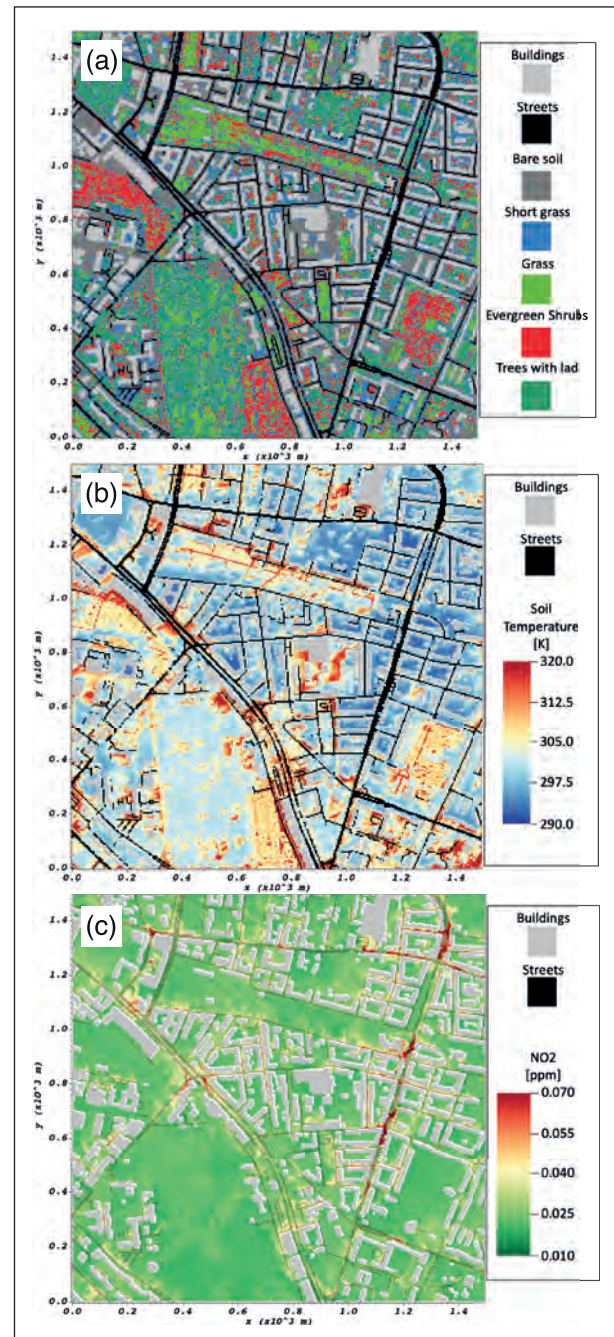 (a)
1.4
1.2
1.0
0.8
0.6
0.4
0.2
0.0
y (x10^3 m)
0.0 0.2 0.4 0.6 0.8 1.0 1.2 1.4
x (x10^3 m)
Buildings
Streets
Bare soil
Short grass
Grass
Evergreen Shrubs
Trees with lad
(b)
1.4
1.2
1.0
0.8
0.6
0.4
0.2
0.0
y (x10^3 m)
0.0 0.2 0.4 0.6 0.8 1.0 1.2 1.4
x (x10^3 m)
Buildings
Streets
Soil
Temperature
[K]
320.0
312.5
305.0
297.5
290.0
(c)
1.4
1.2
1.0
0.8
0.6
0.4
0.2
0.0
y (x10^3 m)
0.0 0.2 0.4 0.6 0.8 1.0 1.2 1.4
x (x10^3 m)
Buildings
Streets
NO2
[ppm]
0.070
0.055
0.040
0.025
0.010